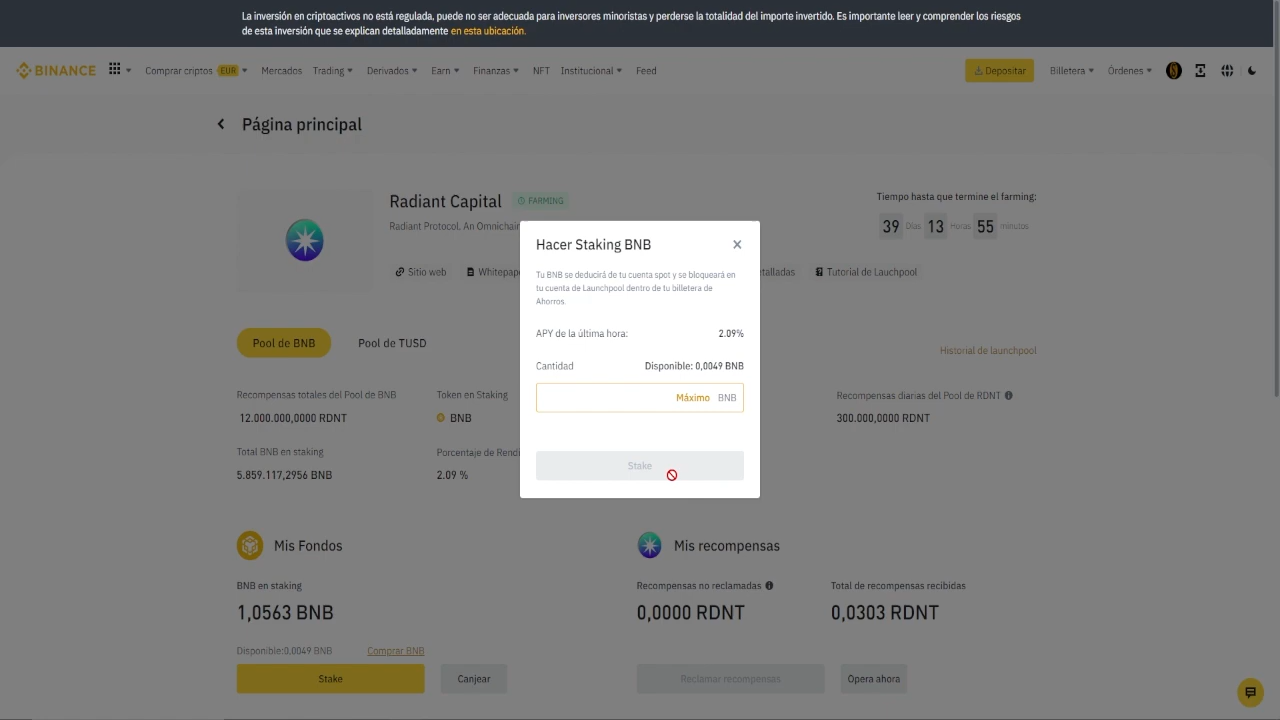 La inversión en criptoactivos no está regulada, puede no ser adecuada para inversores minoristas y perderse la totalidad del importe invertido. Es importante leer y comprender los riesgos
de esta inversión que se explican detalladamente en esta ubicación.
BINANCE Comprar criptos EUR Mercados Trading Derivados Earn Finanzas NFT Institucional Feed Depositar Billetera Órdenes
Página principal
Radiant Capital FARMING Tiempo hasta que termine el farming:
Radiant Protocol. An Omnichain 39 Días 13 Horas 55 minutos
Sitio web Whitepape talladas Tutorial de Lauchpool
Hacer Staking BNB
Tu BNB se deducirá de tu cuenta spot y se bloqueará en
tu cuenta de Launchpool dentro de tu billetera de
Ahorros
APY de la última hora: 2.09%
Cantidad Disponible: 0,0049 BNB
Máximo BNB
Stake
Pool de BNB Pool de TUSD Historial de launchpool
Recompensas totales del Pool de BNB Token en Staking Recompensas diarias del Pool de RDNT
12.000.000,0000 RDNT BNB 300.000,0000 RDNT
Total BNB en staking Porcentaje de Rendi
5.859.117,2956 BNB 2.09 %
Mis Fondos Mis recompensas
BNB en staking Recompensas no reclamadas Total de recompensas recibidas
1,0563 BNB 0,0000 RDNT 0,0303 RDNT
Disponible:0,0049 BNB Comprar BNB
Stake Canjear Reclamar recompensas Opera ahora